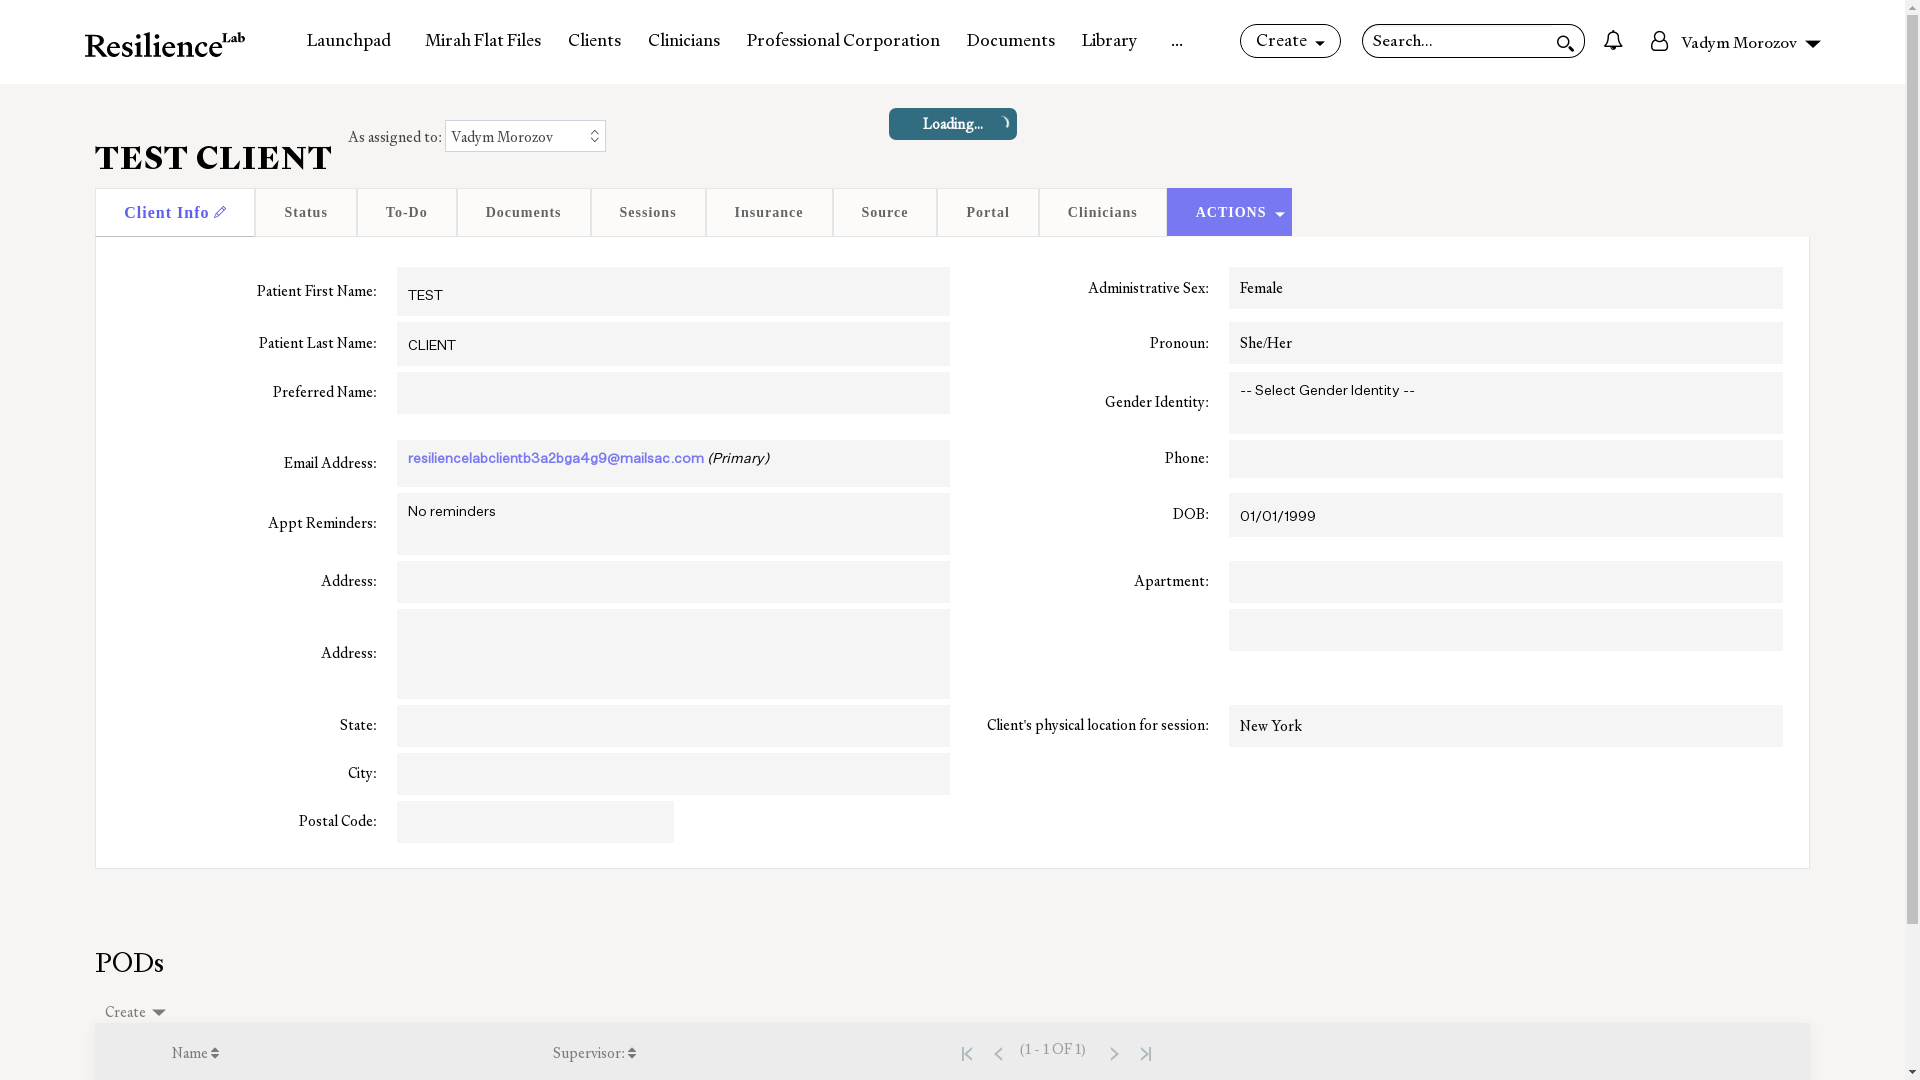 Resilience Lab
Launchpad
Mirah Flat Files
Clients
Clinicians
Professional Corporation
Documents
Library
...
Create
Search...
Vadym Morozov
TEST CLIENT
As assigned to:
Vadym Morozov
Loading...
Client Info
Status
To-Do
Documents
Sessions
Insurance
Source
Portal
Clinicians
ACTIONS
Patient First Name:
TEST
Administrative Sex:
Female
Patient Last Name:
CLIENT
Pronoun:
She/Her
Preferred Name:
Gender Identity:
-- Select Gender Identity --
Email Address:
resiliencelabclientb3a2bga4g9@mailsac.com (Primary)
Phone:
Appt Reminders:
No reminders
DOB:
01/01/1999
Address:
Apartment:
Address:
State:
Client's physical location for session:
New York
City:
Postal Code:
PODs
Create
Name
Supervisor:
(1 - 1 OF 1)